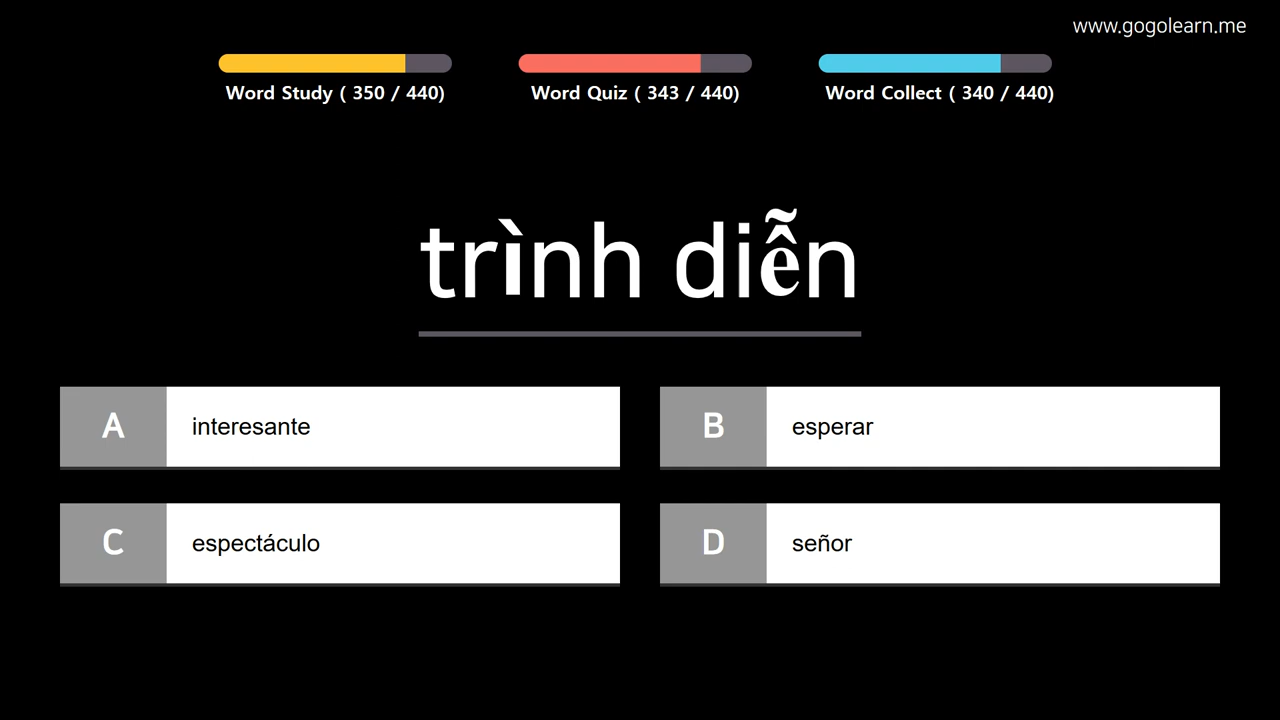 www.gogolearn.me
Word Study ( 350 / 440)
Word Quiz ( 343 / 440)
Word Collect ( 340 / 440)
trình diễn
A interesante
B esperar
C espectáculo
D señor